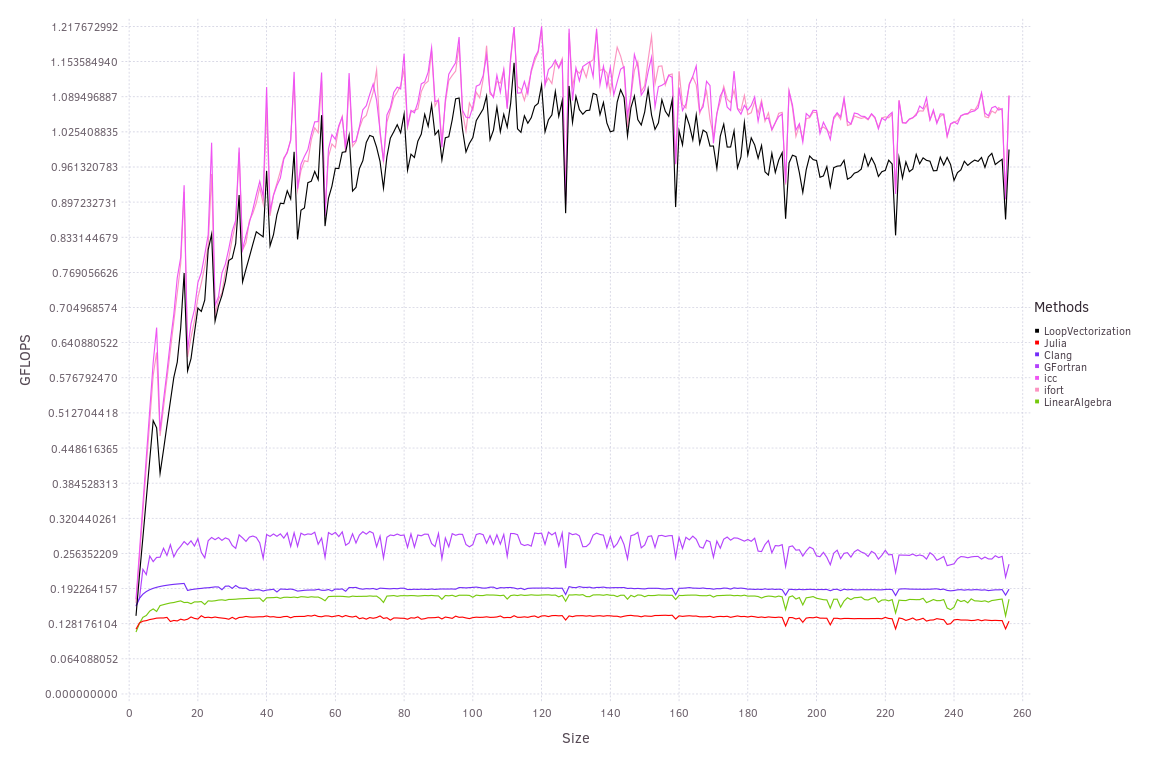 1.217672992
1.153584940
1.089496887
1.025408835
0.961320783
0.897232731
0.833144679
0.769056626
0.704968574
0.640880522
0.576792470
0.512704418
0.448616365
0.384528313
0.320440261
0.256352209
0.192264157
0.128176104
0.064088052
0.000000000
GFLOPS
0 20 40 60 80 100 120 140 160 180 200 220 240 260
Size
Methods
LoopVectorization
Julia
Clang
GFortran
icc
ifort
LinearAlgebra